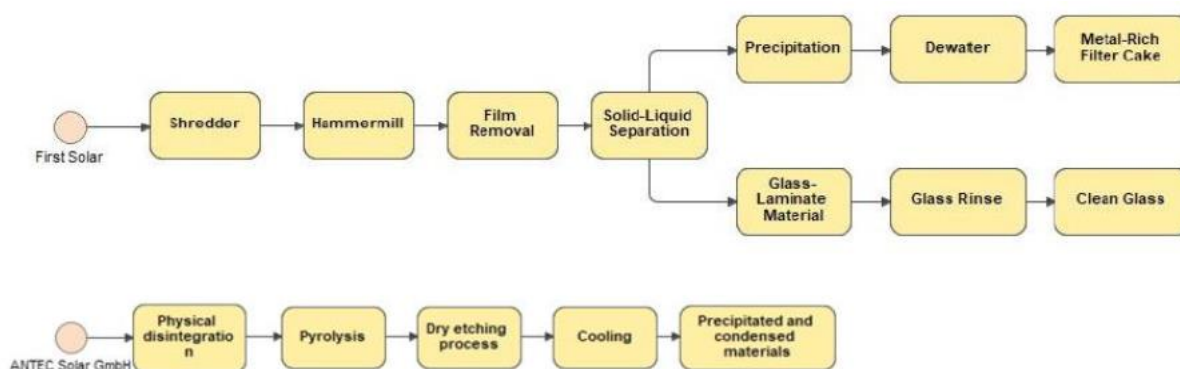 Precipitation
Dewater
Metal-Rich
Filter Cake
Shredder
Hammermill
Film
Removal
Solid-Liquid
Separation
First Solar
Glass-
Laminate
Material
Glass Rinse
Clean Glass
Physical
disintegratio
n
Pyrolysis
Dry etching
process
Cooling
Precipitated and
condensed
materials
ANTEC Solar GmbH